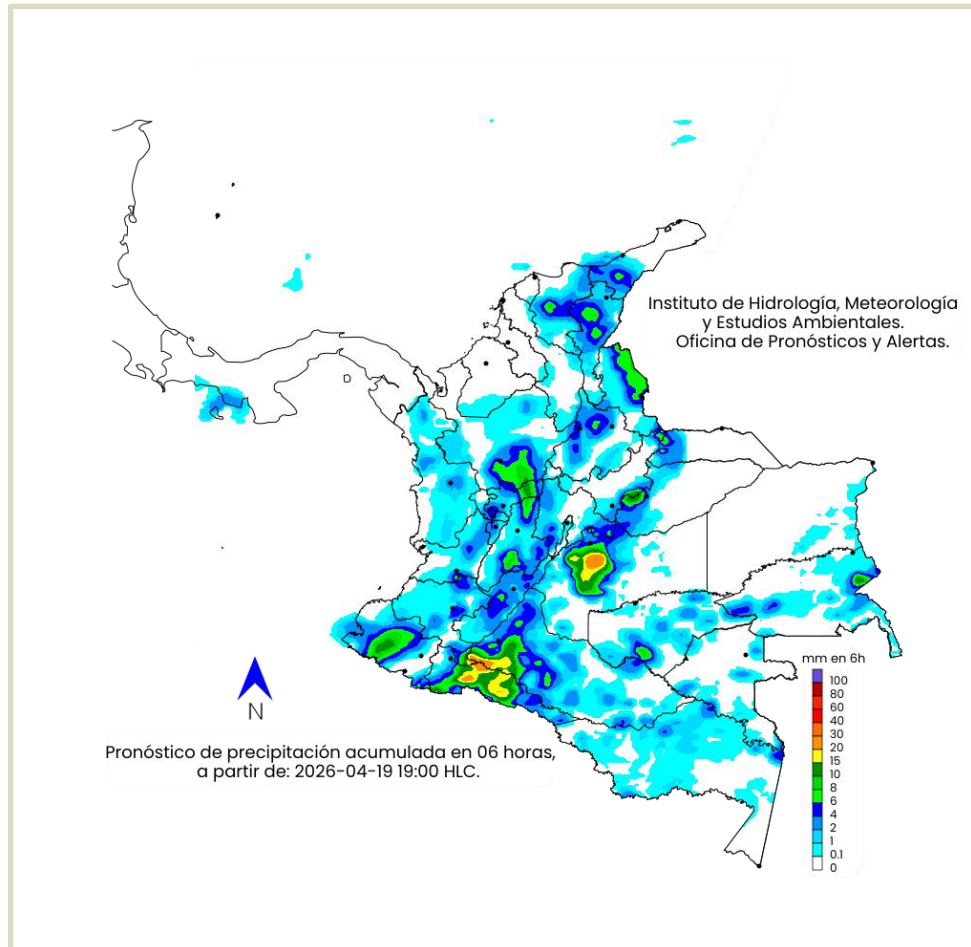 Instituto de Hidrología, Meteorología
y Estudios Ambientales.
Oficina de Pronósticos y Alertas.
mm en 6h
100
80
60
40
30
20
15
10
8
6
4
2
1
0.1
0
N
Pronóstico de precipitación acumulada en 06 horas,
a partir de: 2026-04-19 19:00 HLC.